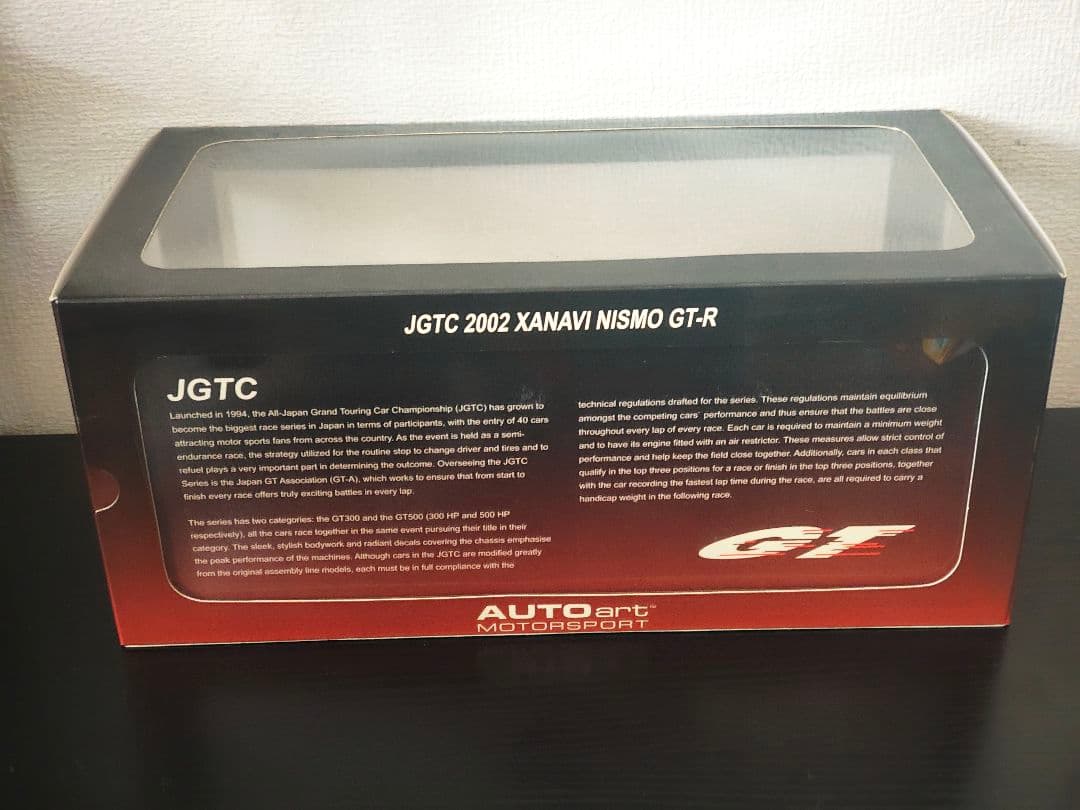 JGTC 2002 XANAVI NISMO GT-R
JGTC
Launched in 1994, the All-Japan Grand Touring Car Championship (JGTC) has grown to
become the biggest race series in Japan in terms of participants, with the entry of 40 cars
attracting motor sports fans from across the country. As the event is held as a semi-
endurance race, the strategy utilized for the routine stop to change driver and tires and to
refuel plays a very important part in determining the outcome. Overseeing the JGTC
Series is the Japan GT Association (GT-A), which works to ensure that from start to
finish every race offers truly exciting battles in every lap.
The series has two categories: the GT300 and the GT500 (300 HP and 500 HP
respectively), all the cars race together in the same event pursuing their title in their
category. The sleek, stylish bodywork and radiant decals covering the chassis emphasise
the peak performance of the machines. Although cars in the JGTC are modified greatly
from the original assembly line models, each must be in full compliance with the
technical regulations drafted for the series. These regulations maintain equilibrium
amongst the competing cars' performance and thus ensure that the battles are close
throughout every lap of every race. Each car is required to maintain a minimum weight
and to have its engine fitted with an air restrictor. These measures allow strict control of
performance and help keep the field close together. Additionally, cars in each class that
qualify in the top three positions for a race or finish in the top three positions, together
with the car recording the fastest lap time during the race, are all required to carry a
handicap weight in the following race.
GT
AUTOart™
MOTORSPORT